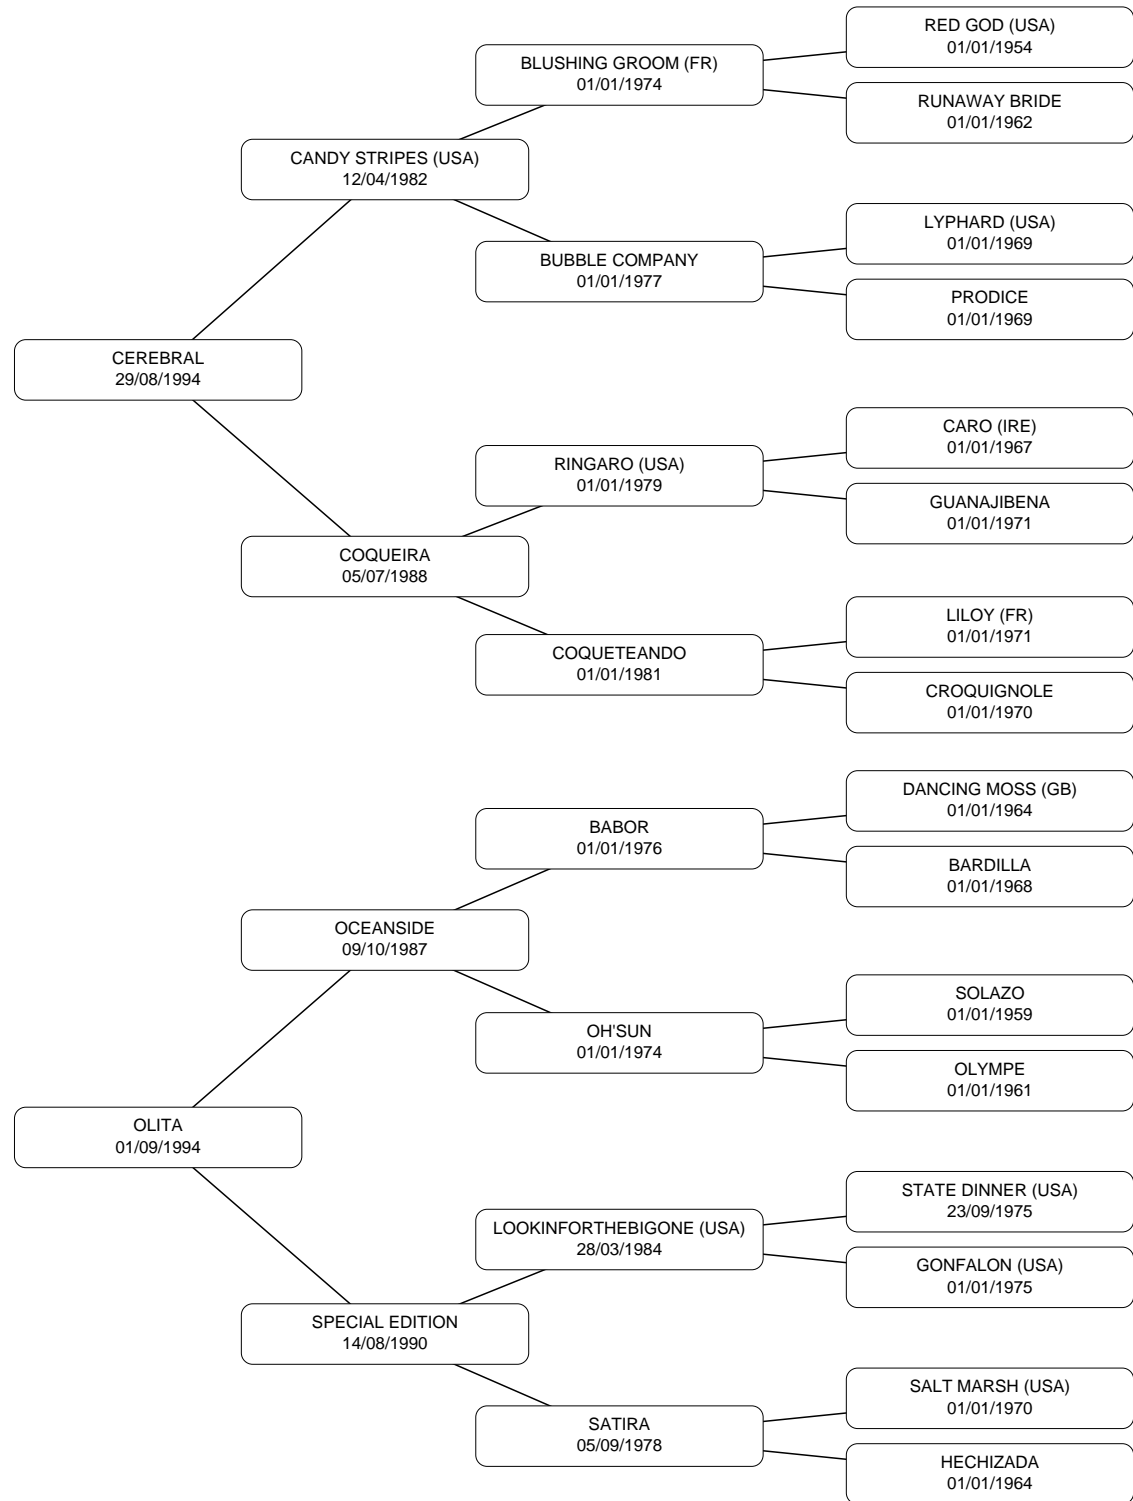 RED GOD (USA)
01/01/1954
BLUSHING GROOM (FR)
01/01/1974
RUNAWAY BRIDE
01/01/1962
CANDY STRIPES (USA)
12/04/1982
LYPHARD (USA)
01/01/1969
BUBBLE COMPANY
01/01/1977
PRODICE
01/01/1969
CEREBRAL
29/08/1994
CARO (IRE)
01/01/1967
RINGARO (USA)
01/01/1979
GUANAJIBENA
01/01/1971
COQUEIRA
05/07/1988
LILOY (FR)
01/01/1971
COQUETEANDO
01/01/1981
CROQUIGNOLE
01/01/1970
DANCING MOSS (GB)
01/01/1964
BABOR
01/01/1976
BARDILLA
01/01/1968
OCEANSIDE
09/10/1987
SOLAZO
01/01/1959
OH'SUN
01/01/1974
OLYMPE
01/01/1961
OLITA
01/09/1994
STATE DINNER (USA)
23/09/1975
LOOKINFORTHEBIGONE (USA)
28/03/1984
GONFALON (USA)
01/01/1975
SPECIAL EDITION
14/08/1990
SALT MARSH (USA)
01/01/1970
SATIRA
05/09/1978
HECHIZADA
01/01/1964